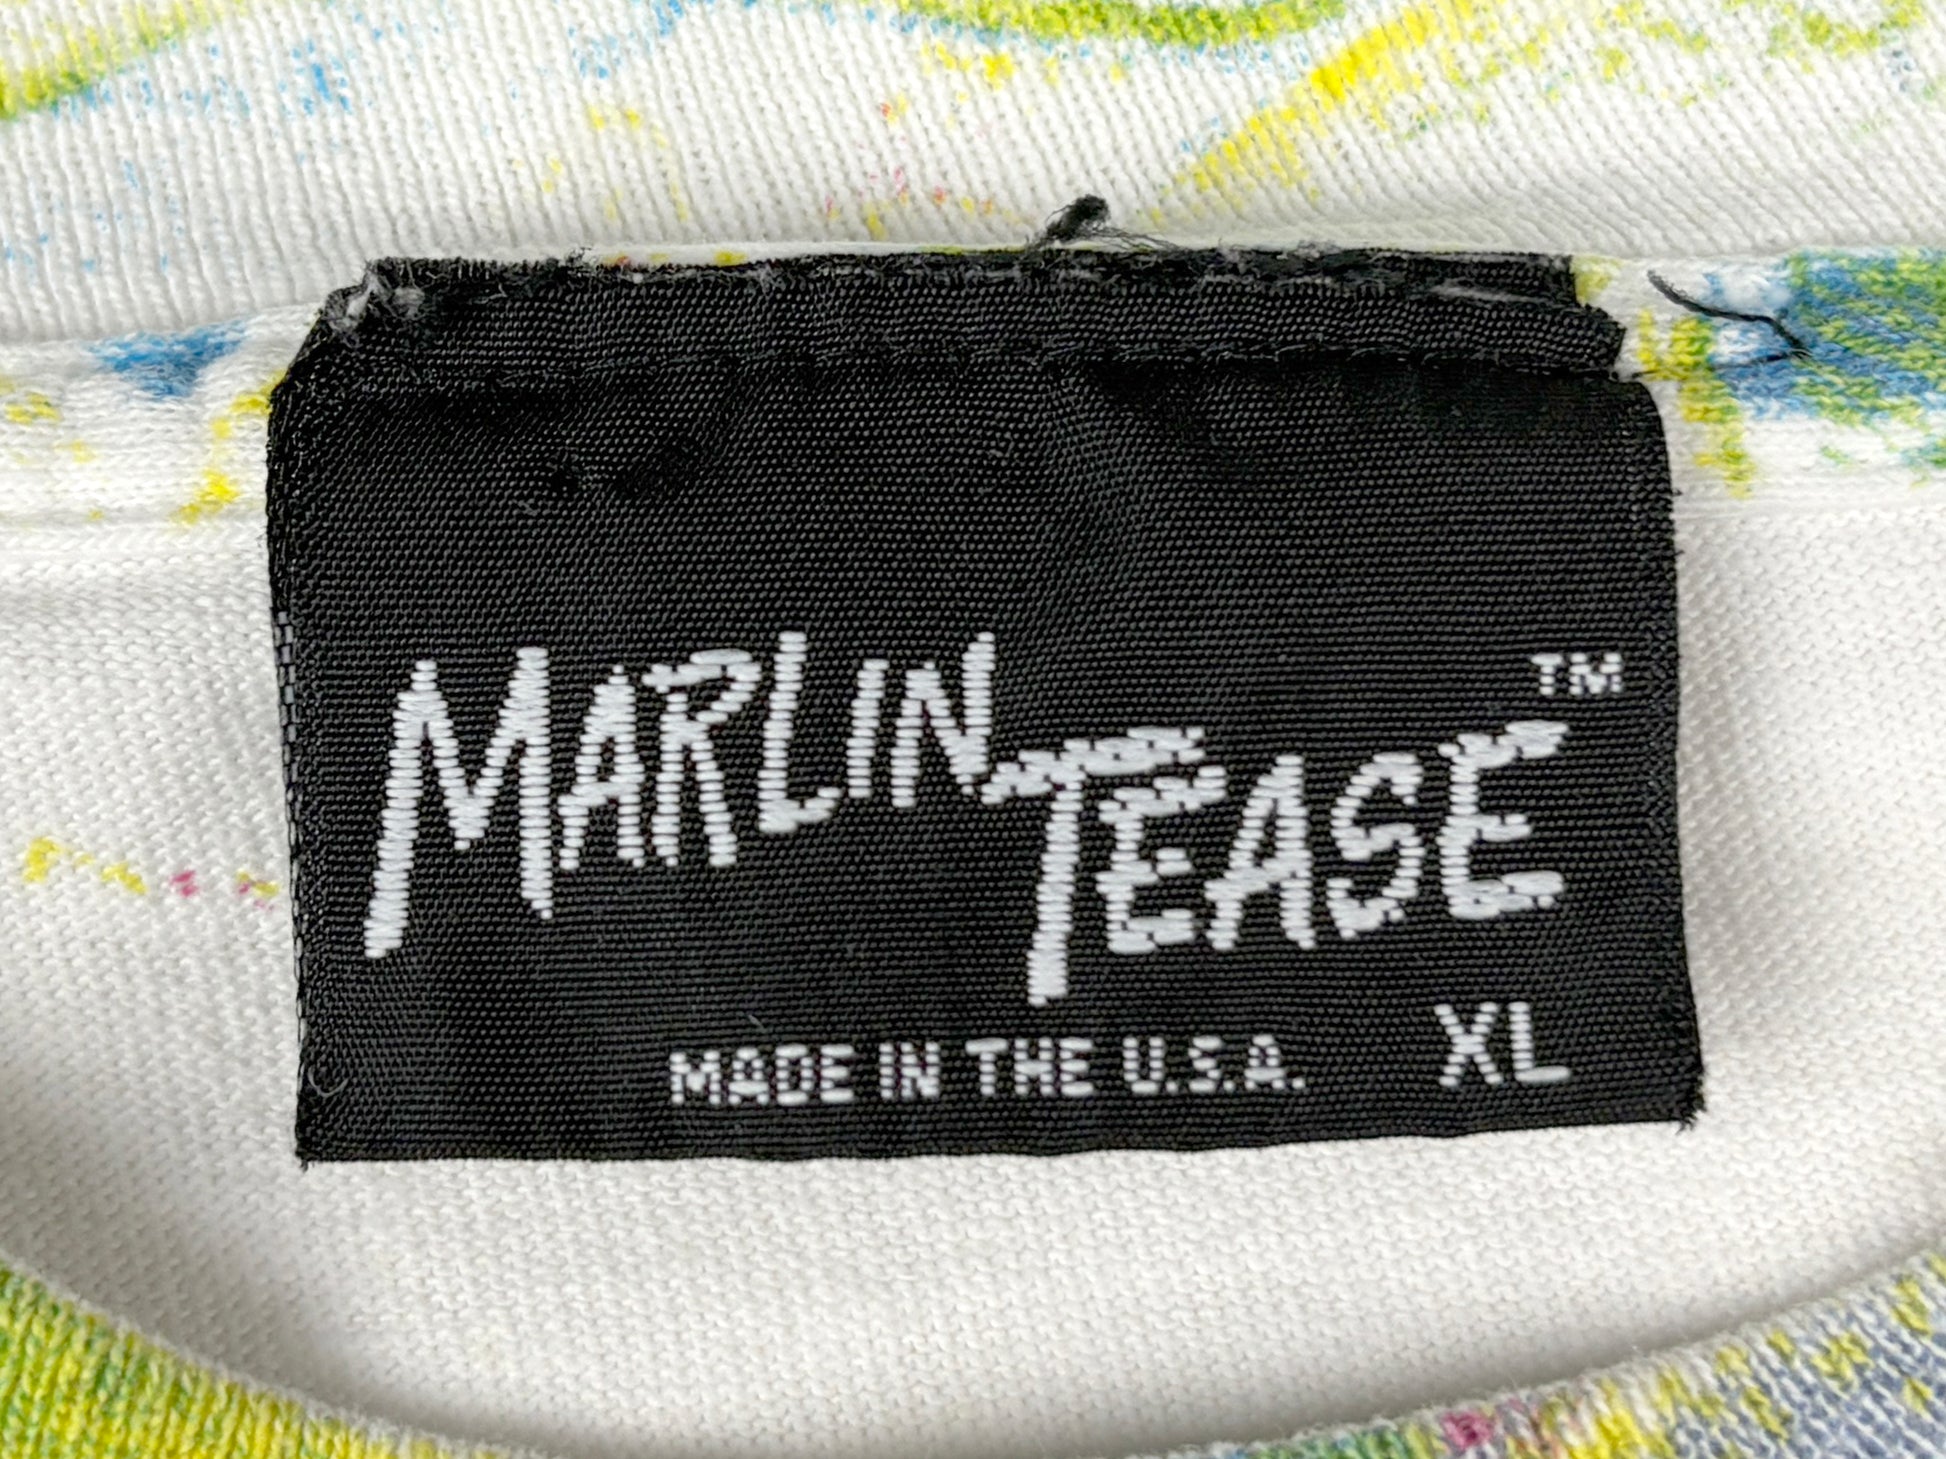 MARLIN
TEASE™
MADE IN THE U.S.A. XL